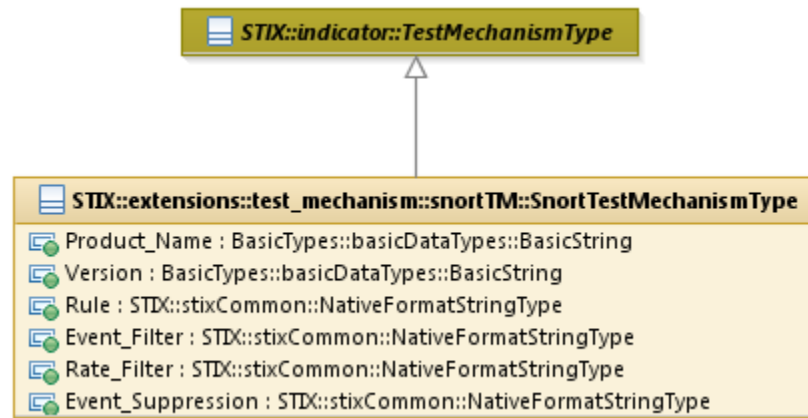 STIX::indicator::TestMechanismType
STIX::extensions::test_mechanism::snortTM::SnortTestMechanismType
Product_Name : BasicTypes::basicDataTypes::BasicString
Version : BasicTypes::basicDataTypes::BasicString
Rule : STIX::stixCommon::NativeFormatStringType
Event_Filter : STIX::stixCommon::NativeFormatStringType
Rate_Filter : STIX::stixCommon::NativeFormatStringType
Event_Suppression : STIX::stixCommon::NativeFormatStringType